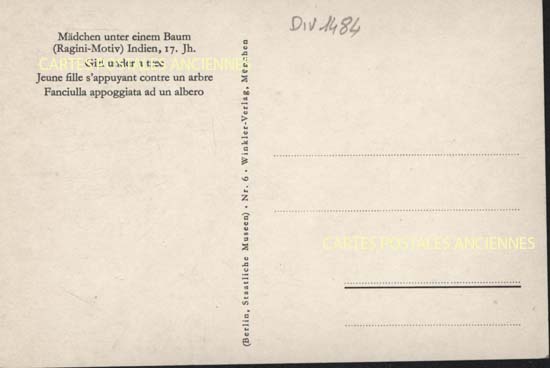 Mädchen unter einem Baum
(Ragini-Motiv) Indien, 17. Jh.
CARTES POSTALES ANCIENNES
Girl under a tree
Jeune fille s'appuyant contre un arbre
Fanciulla appoggiata ad un albero
(Berlin, Staatliche Museen) · Nr. 6 · Winkler-Verlag, München
Div 1484
CARTES POSTALES ANCIENNES